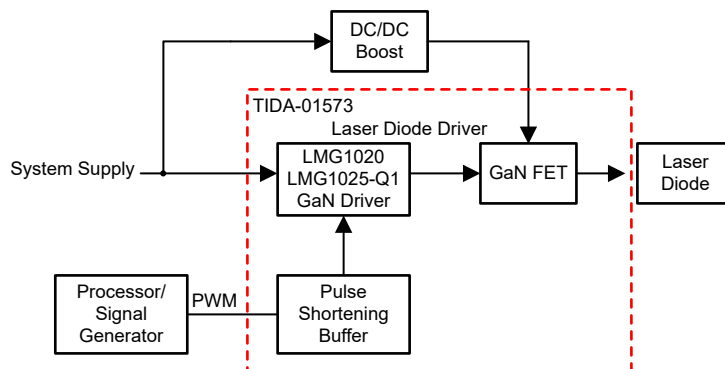 DC/DC
Boost
TIDA-01573
Laser Diode Driver
System Supply
LMG1020
LMG1025-Q1
GaN Driver
GaN FET
Laser
Diode
Processor/
Signal
Generator
PWM
Pulse
Shortening
Buffer